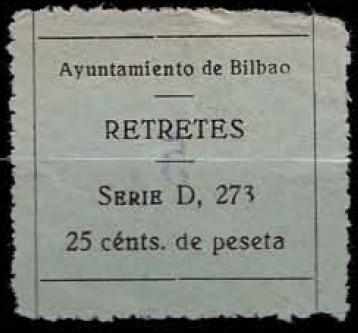 Ayuntamiento de Bilbao
RETRETES
SERIE D, 273
25 cénts. de peseta